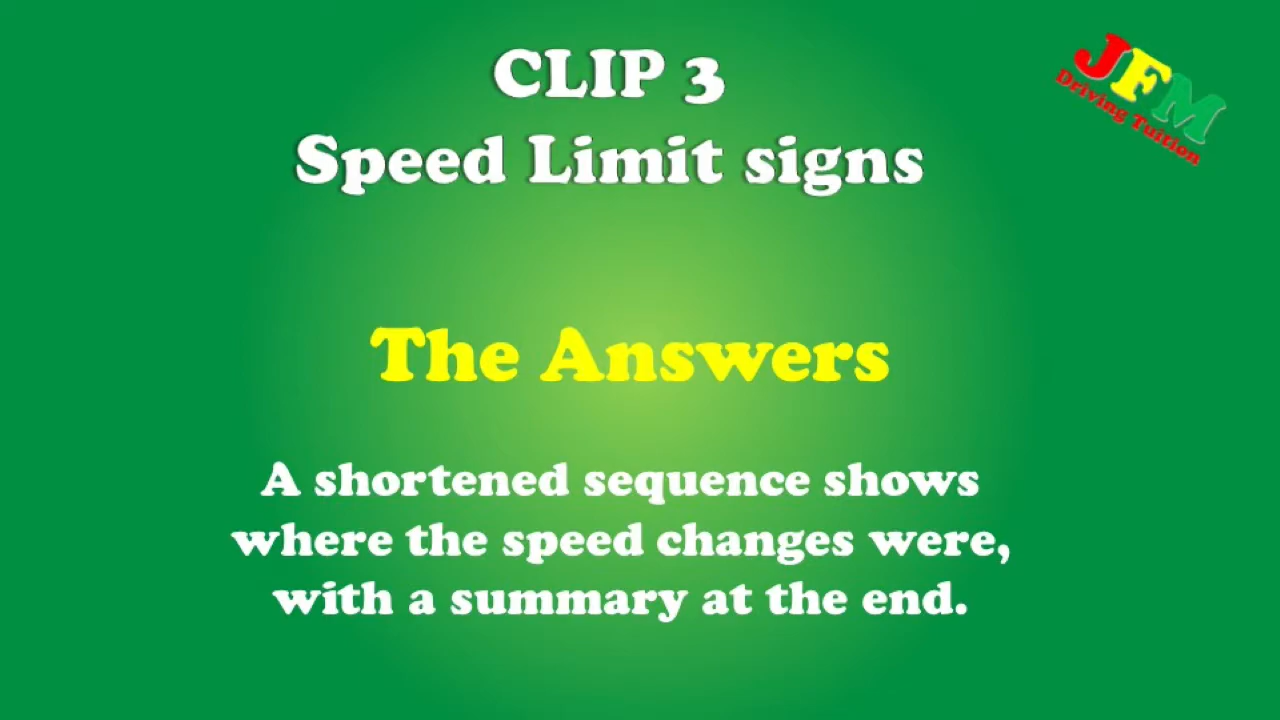 CLIP 3
Speed Limit signs
JFM
Driving Tuition
The Answers
A shortened sequence shows
where the speed changes were,
with a summary at the end.